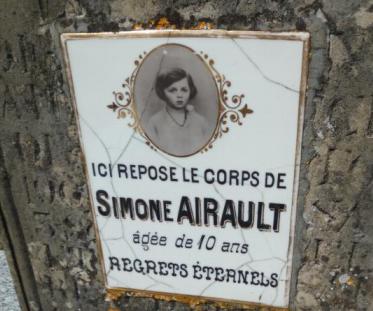 ICI REPOSE LE CORPS DE
SIMONE AIRAULT
âgée de 10 ans
REGRETS ÉTERNELS